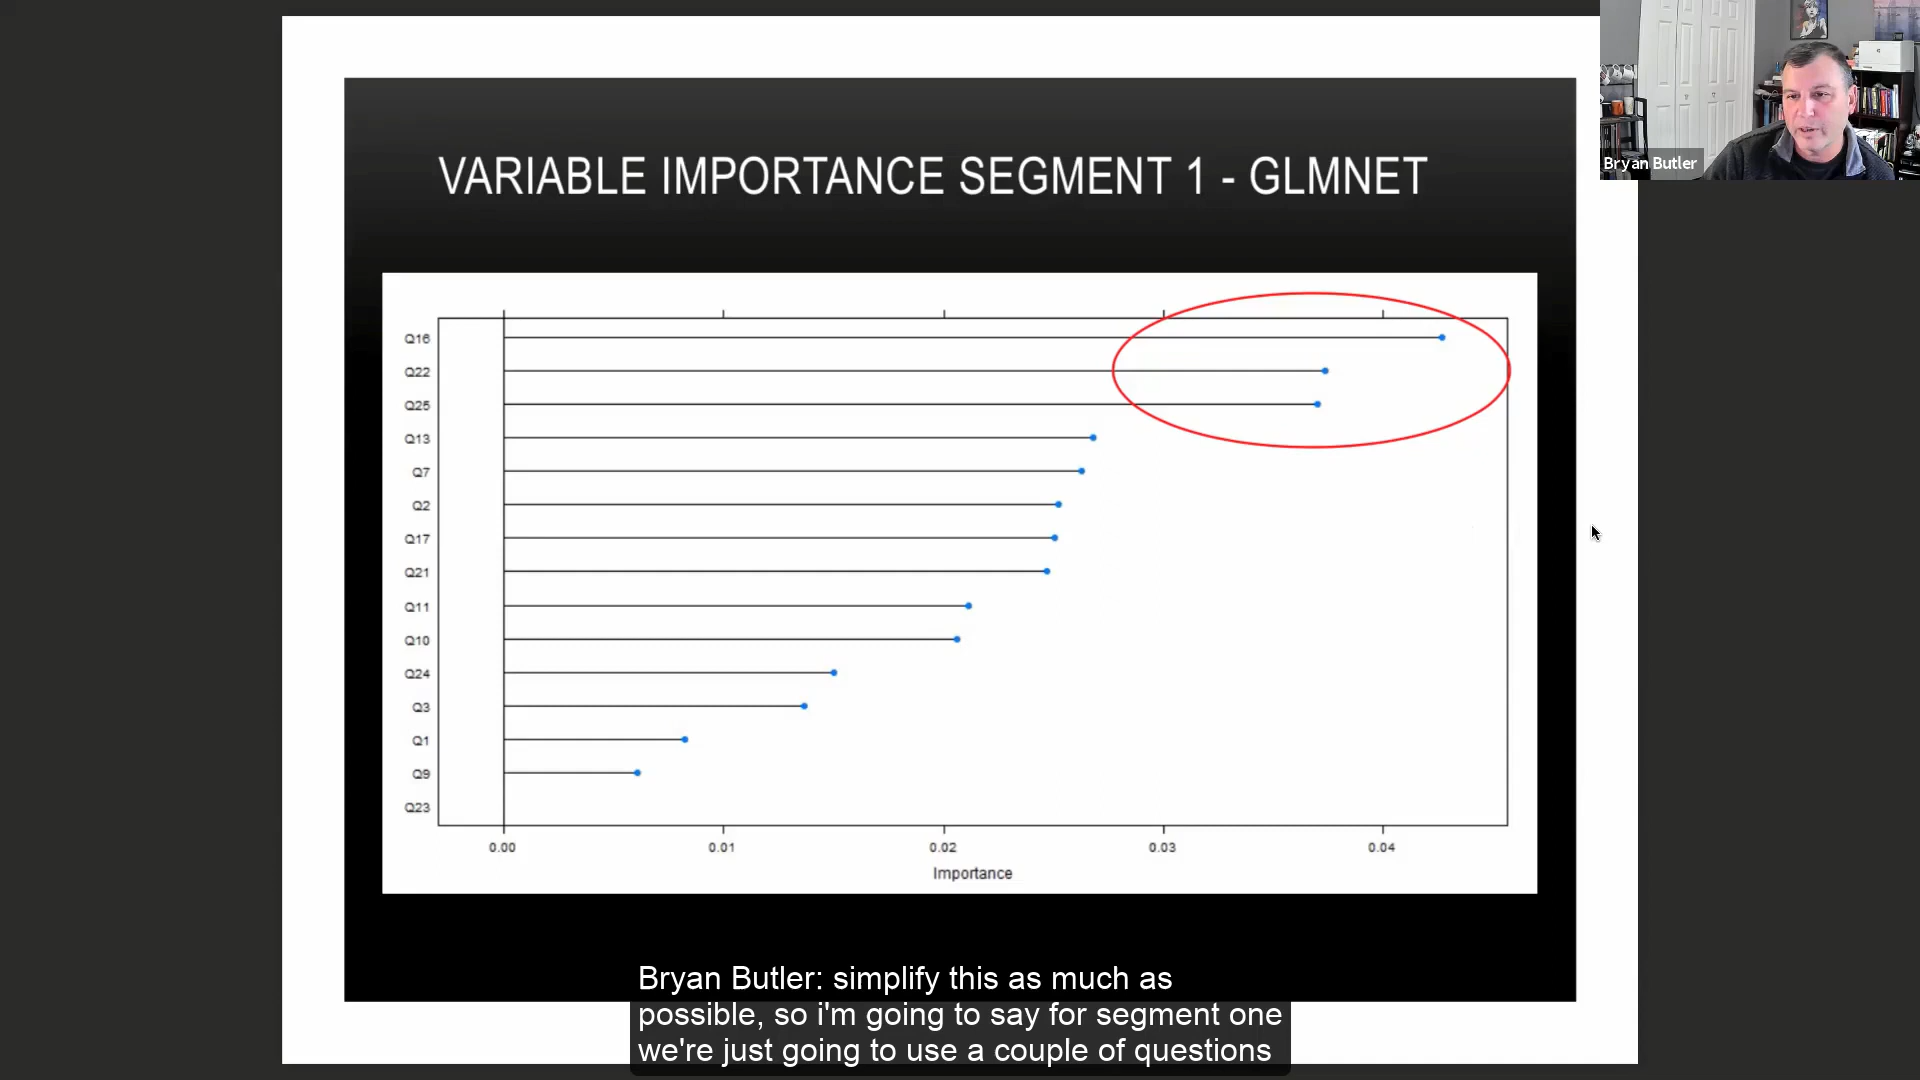 Bryan Butler
VARIABLE IMPORTANCE SEGMENT 1 - GLMNET
Q16
Q22
Q25
Q13
Q7
Q2
Q17
Q21
Q11
Q10
Q24
Q3
Q1
Q9
Q23
0.00 0.01 0.02 0.03 0.04
Importance
Bryan Butler: simplify this as much as
possible, so i'm going to say for segment one
we're just going to use a couple of questions